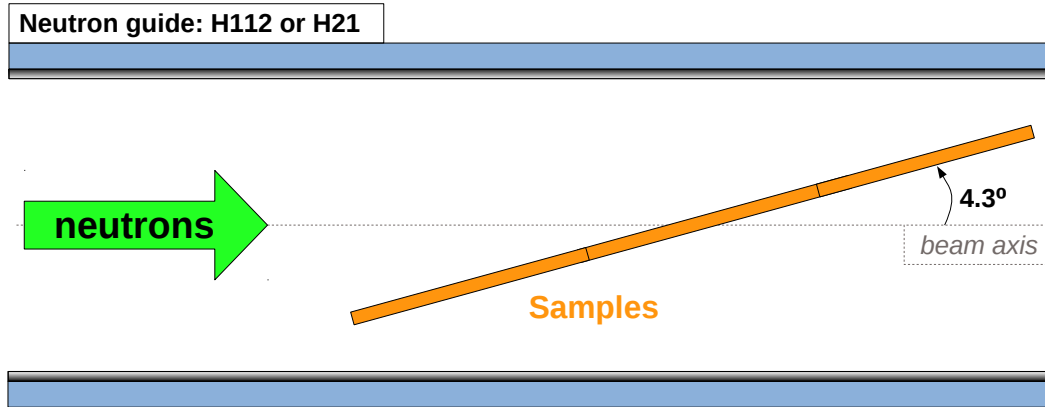 Neutron guide: H112 or H21
neutrons
4.3º
beam axis
Samples